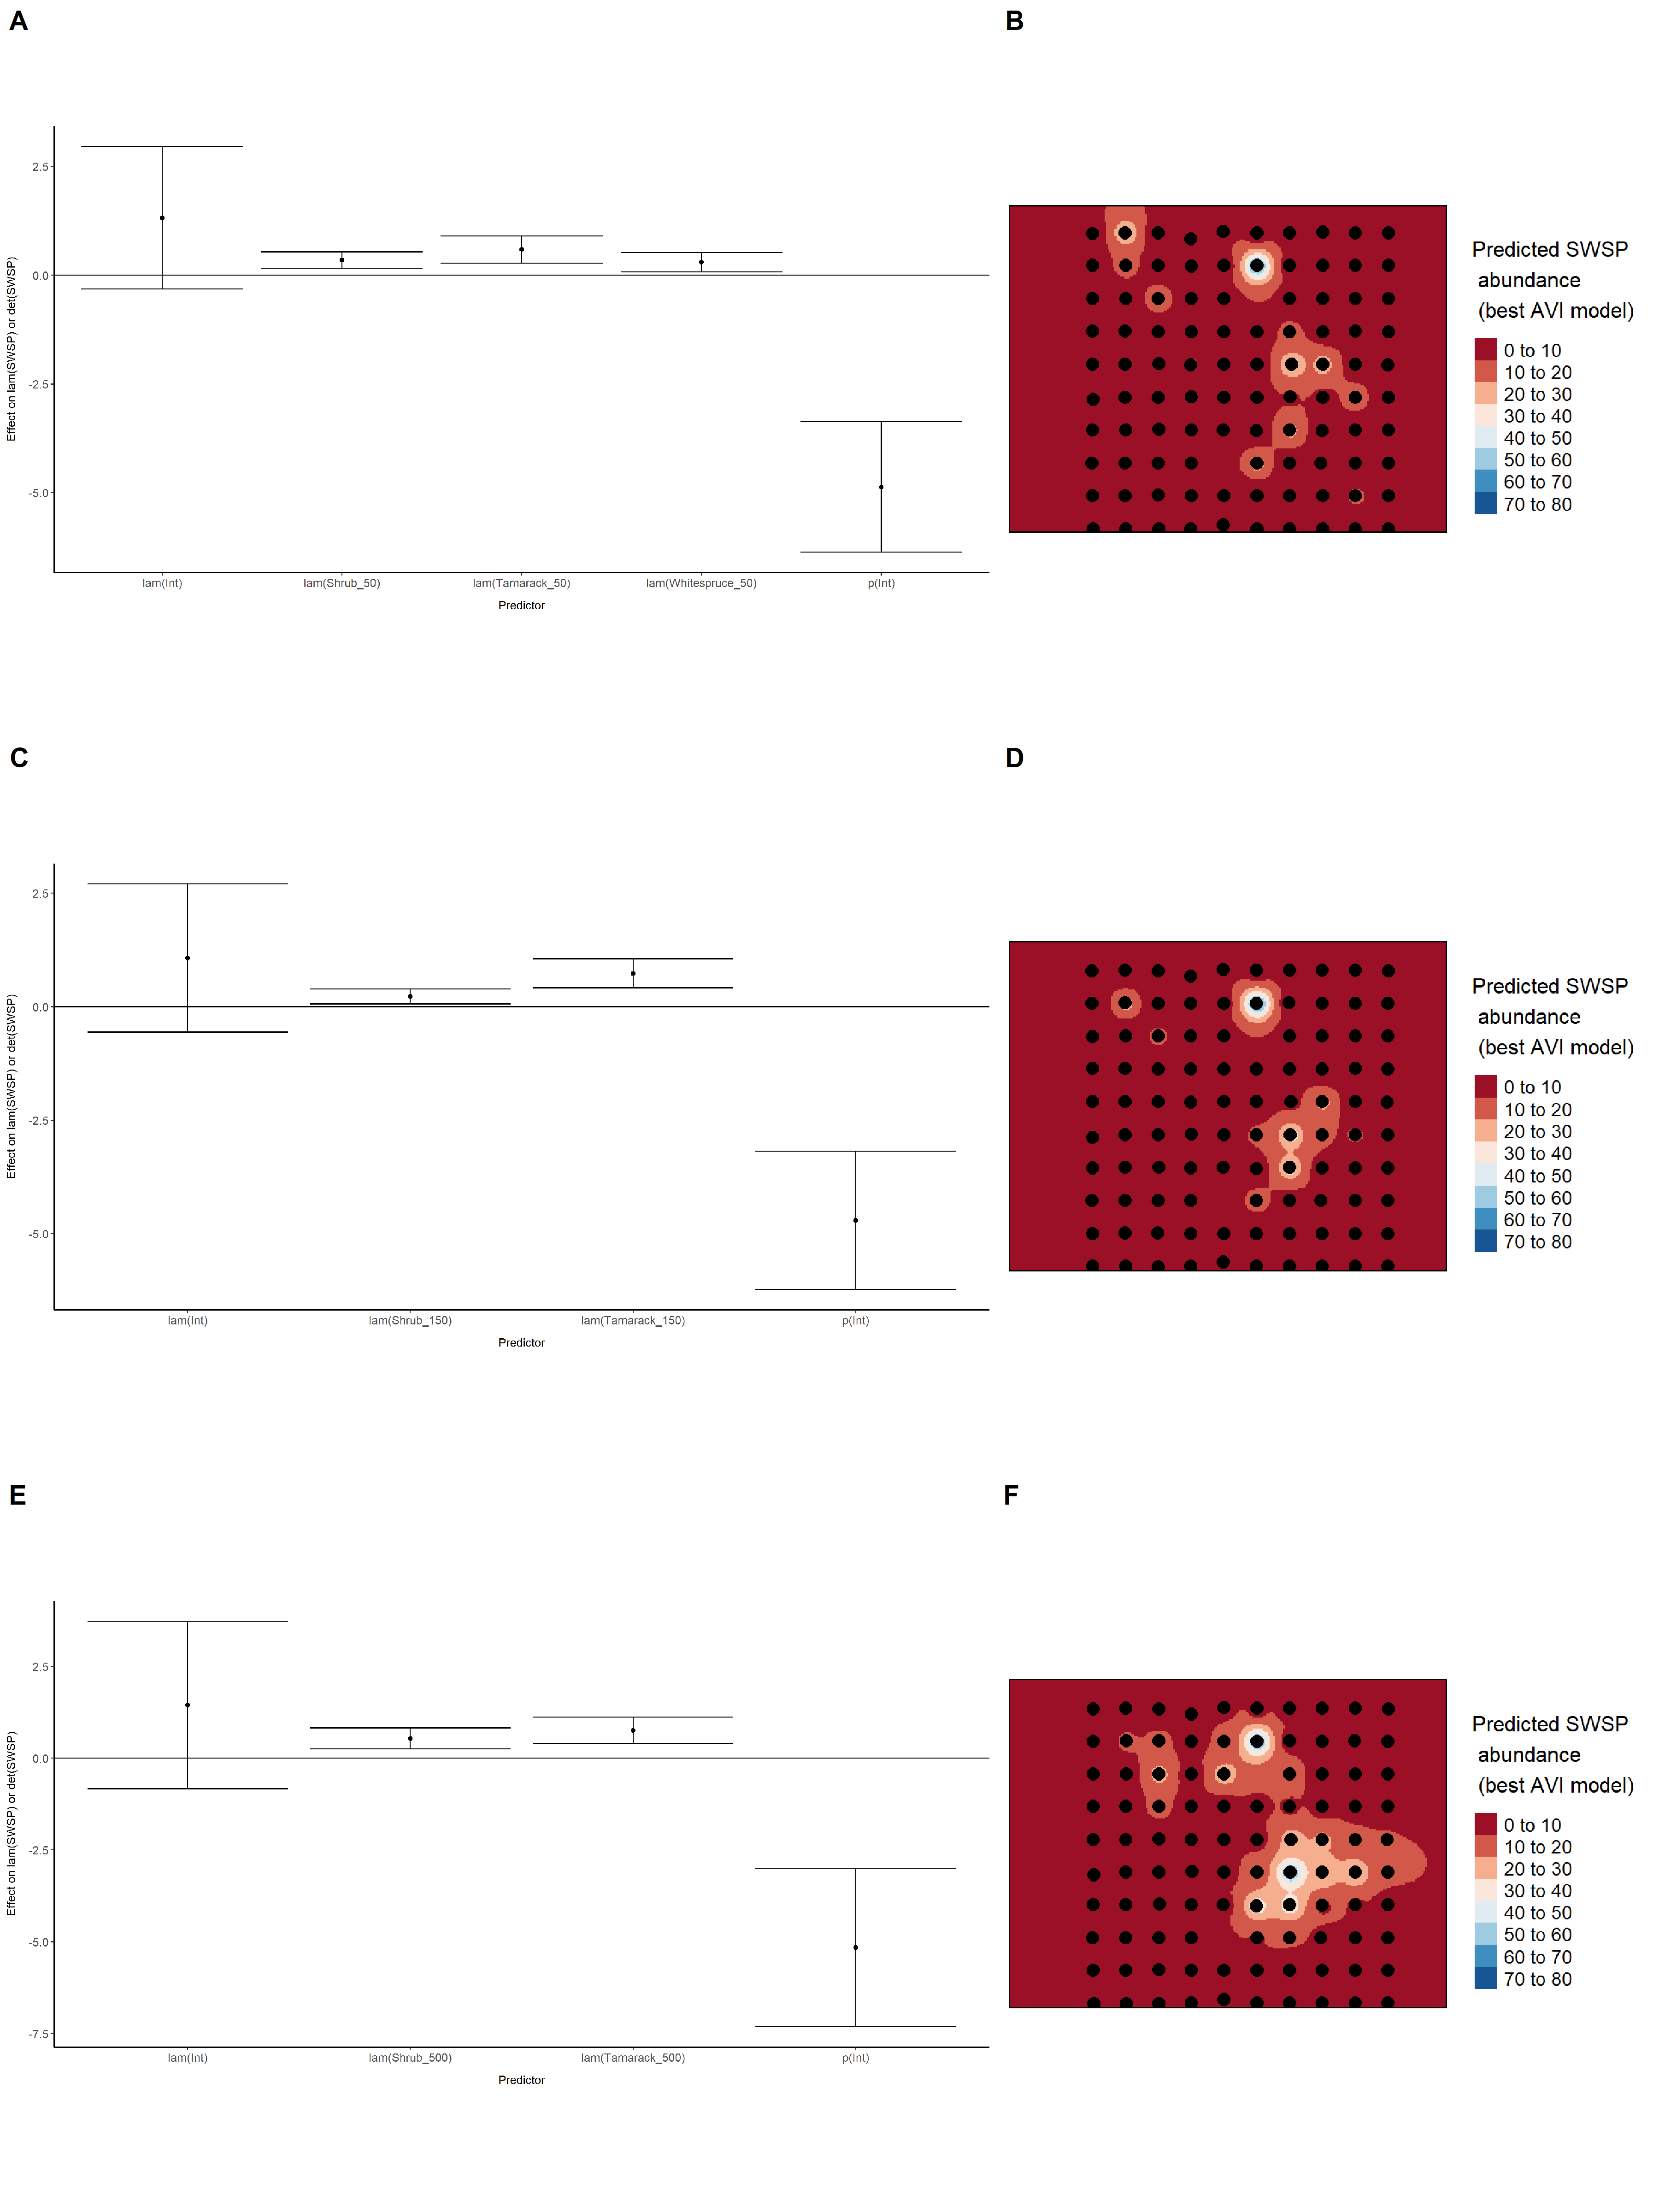 A
Effect on lam(SWSP) or det(SWSP)
2.5
0.0
-2.5
-5.0
lam(Int)
lam(Shrub_50)
lam(Tamarack_50)
lam(Whitespruce_50)
p(Int)
Predictor
B
Predicted SWSP
abundance
(best AVI model)
0 to 10
10 to 20
20 to 30
30 to 40
40 to 50
50 to 60
60 to 70
70 to 80
C
Effect on lam(SWSP) or det(SWSP)
2.5
0.0
-2.5
-5.0
lam(Int)
lam(Shrub_150)
lam(Tamarack_150)
p(Int)
Predictor
D
Predicted SWSP
abundance
(best AVI model)
0 to 10
10 to 20
20 to 30
30 to 40
40 to 50
50 to 60
60 to 70
70 to 80
E
Effect on lam(SWSP) or det(SWSP)
2.5
0.0
-2.5
-5.0
-7.5
lam(Int)
lam(Shrub_500)
lam(Tamarack_500)
p(Int)
Predictor
F
Predicted SWSP
abundance
(best AVI model)
0 to 10
10 to 20
20 to 30
30 to 40
40 to 50
50 to 60
60 to 70
70 to 80